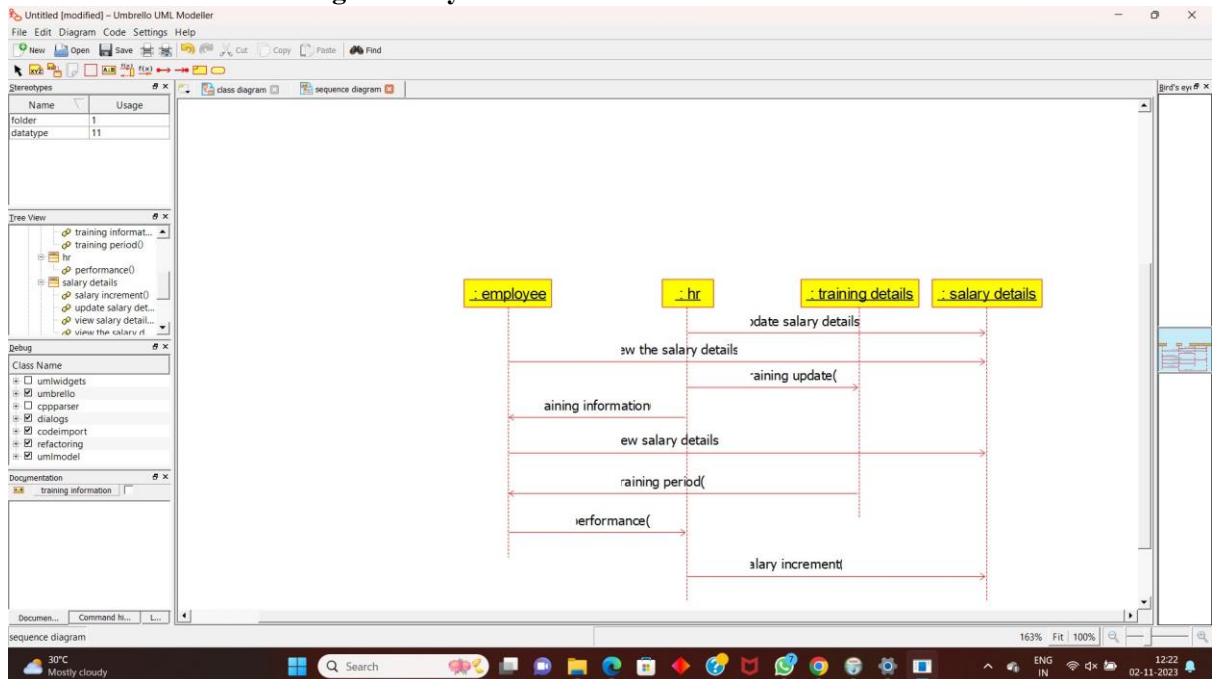 Untitled [modified] – Umbrello UML Modeller
File Edit Diagram Code Settings Help
New Open Save Cut Copy Paste Find
Stereotypes
Name Usage
folder 1
datatype 11
class diagram sequence diagram
Bird's eye
Tree View
training informat...
training period()
hr
performance()
salary details
salary increment()
update salary det...
view salary detail...
view the salary d
Debug
Class Name
umlwidgets
umbrello
cppparser
dialogs
codeimport
refactoring
umlmodel
Documentation
training information
Documen... Command hi... L...
: employee : hr : training details : salary details
date salary details
ew the salary details
raining update(
aining information
ew salary details
raining period(
erformance(
alary increment(
sequence diagram
163% Fit 100%
30°C
Mostly cloudy
Search
ENG
IN
12:22
02-11-2023